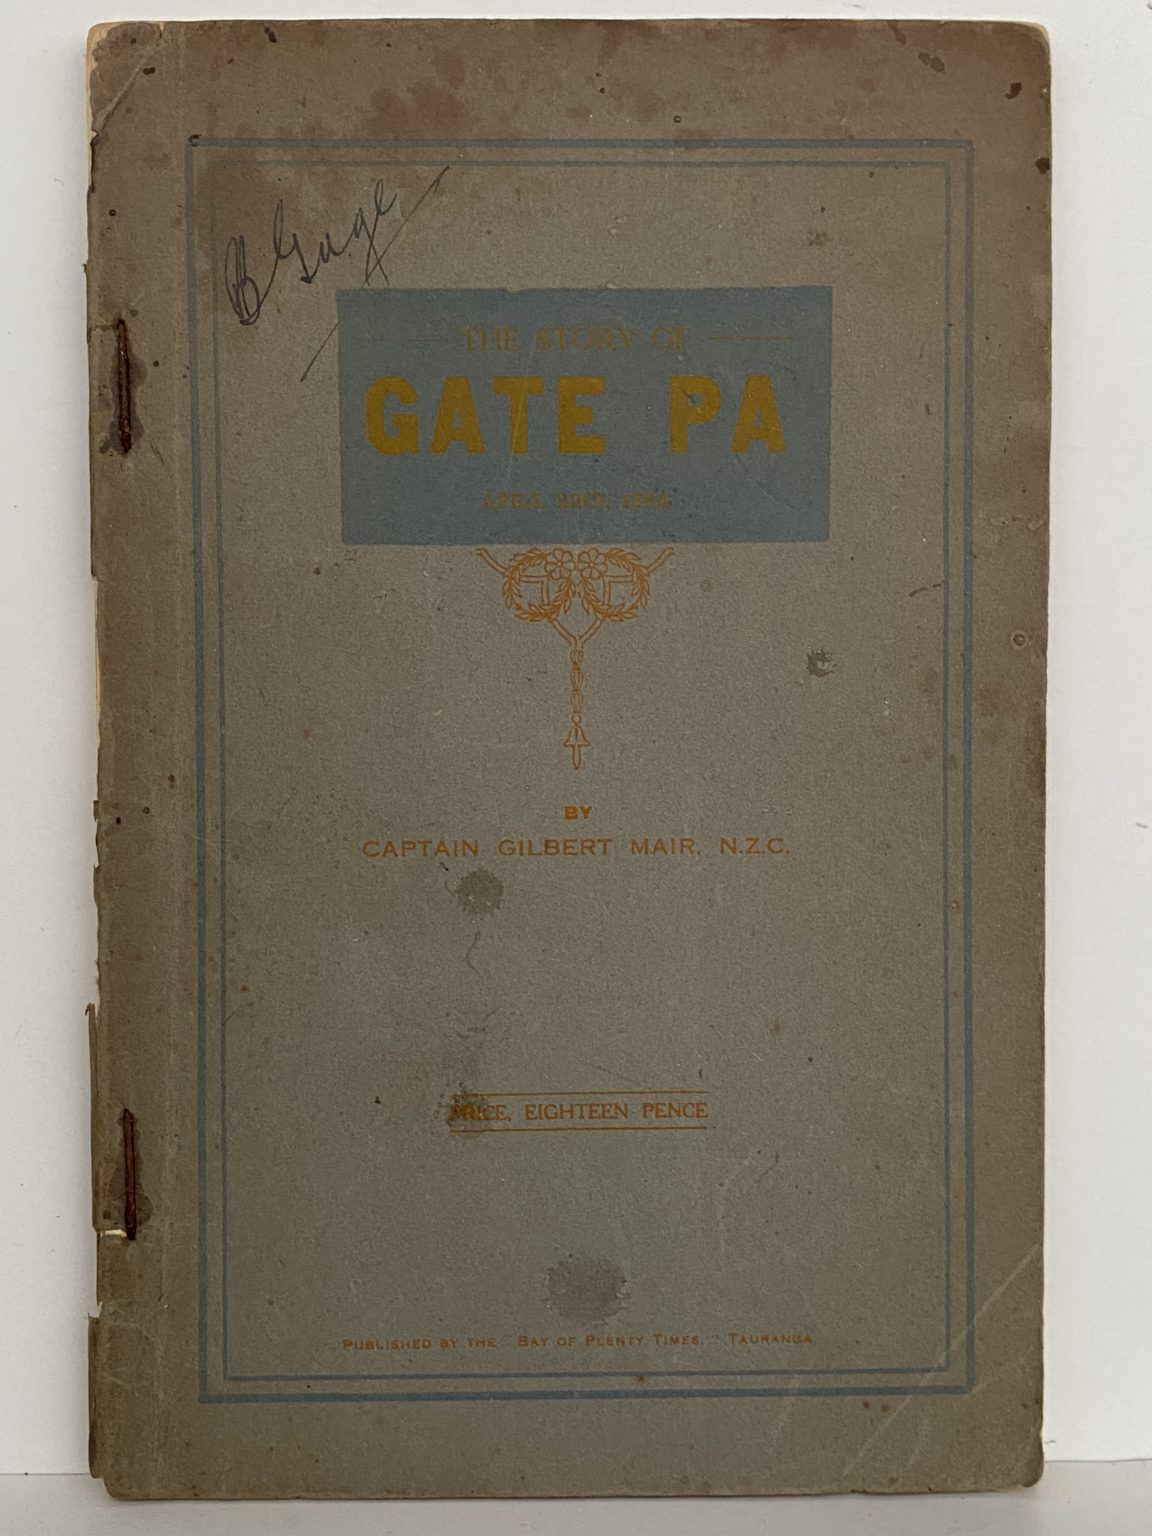 B Gage
THE STORY OF
GATE PA
APRIL 29TH, 1864
BY
CAPTAIN GILBERT MAIR, N.Z.C.
PRICE, EIGHTEEN PENCE
PUBLISHED BY THE "BAY OF PLENTY TIMES," TAURANGA